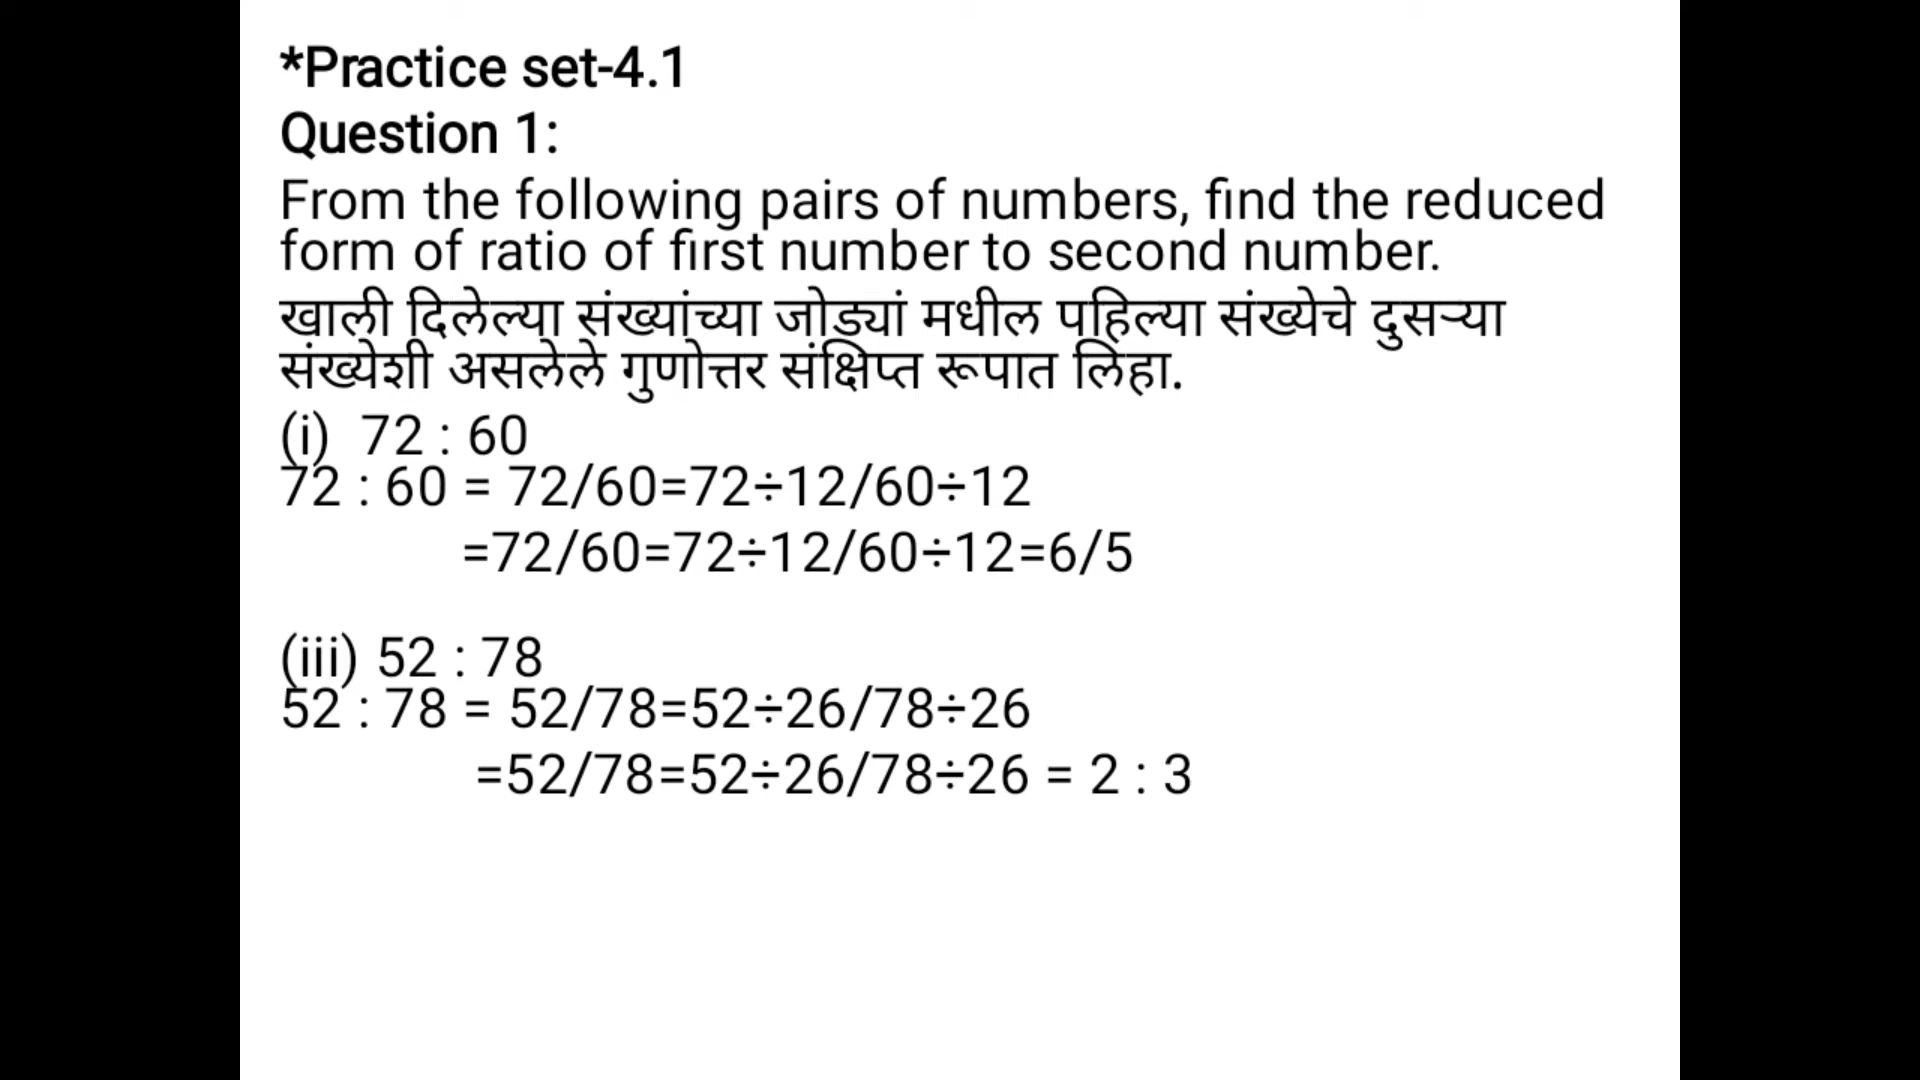 *Practice set-4.1
Question 1:
From the following pairs of numbers, find the reduced
form of ratio of first number to second number.
खाली दिलेल्या संख्यांच्या जोड्यां मधील पहिल्या संख्येचे दुसऱ्या
संख्येशी असलेले गुणोत्तर संक्षिप्त रूपात लिहा.
(i)  72 : 60
72 : 60 = 72/60=72÷12/60÷12
=72/60=72÷12/60÷12=6/5
(iii) 52 : 78
52 : 78 = 52/78=52÷26/78÷26
=52/78=52÷26/78÷26 = 2 : 3